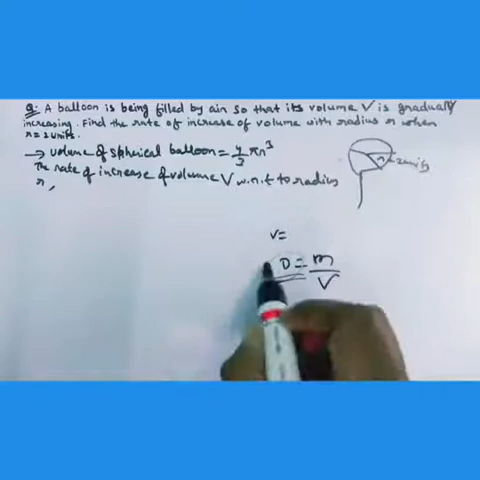 Q: A balloon is being filled by air so that its volume V is gradually
increasing. Find the rate of increase of volume with radius r when
r=2units.
→ volume of spherical balloon = 4/3 πr³
The rate of increase of volume V w.r.t to radius
r,
r=2units
V=
D = m/V